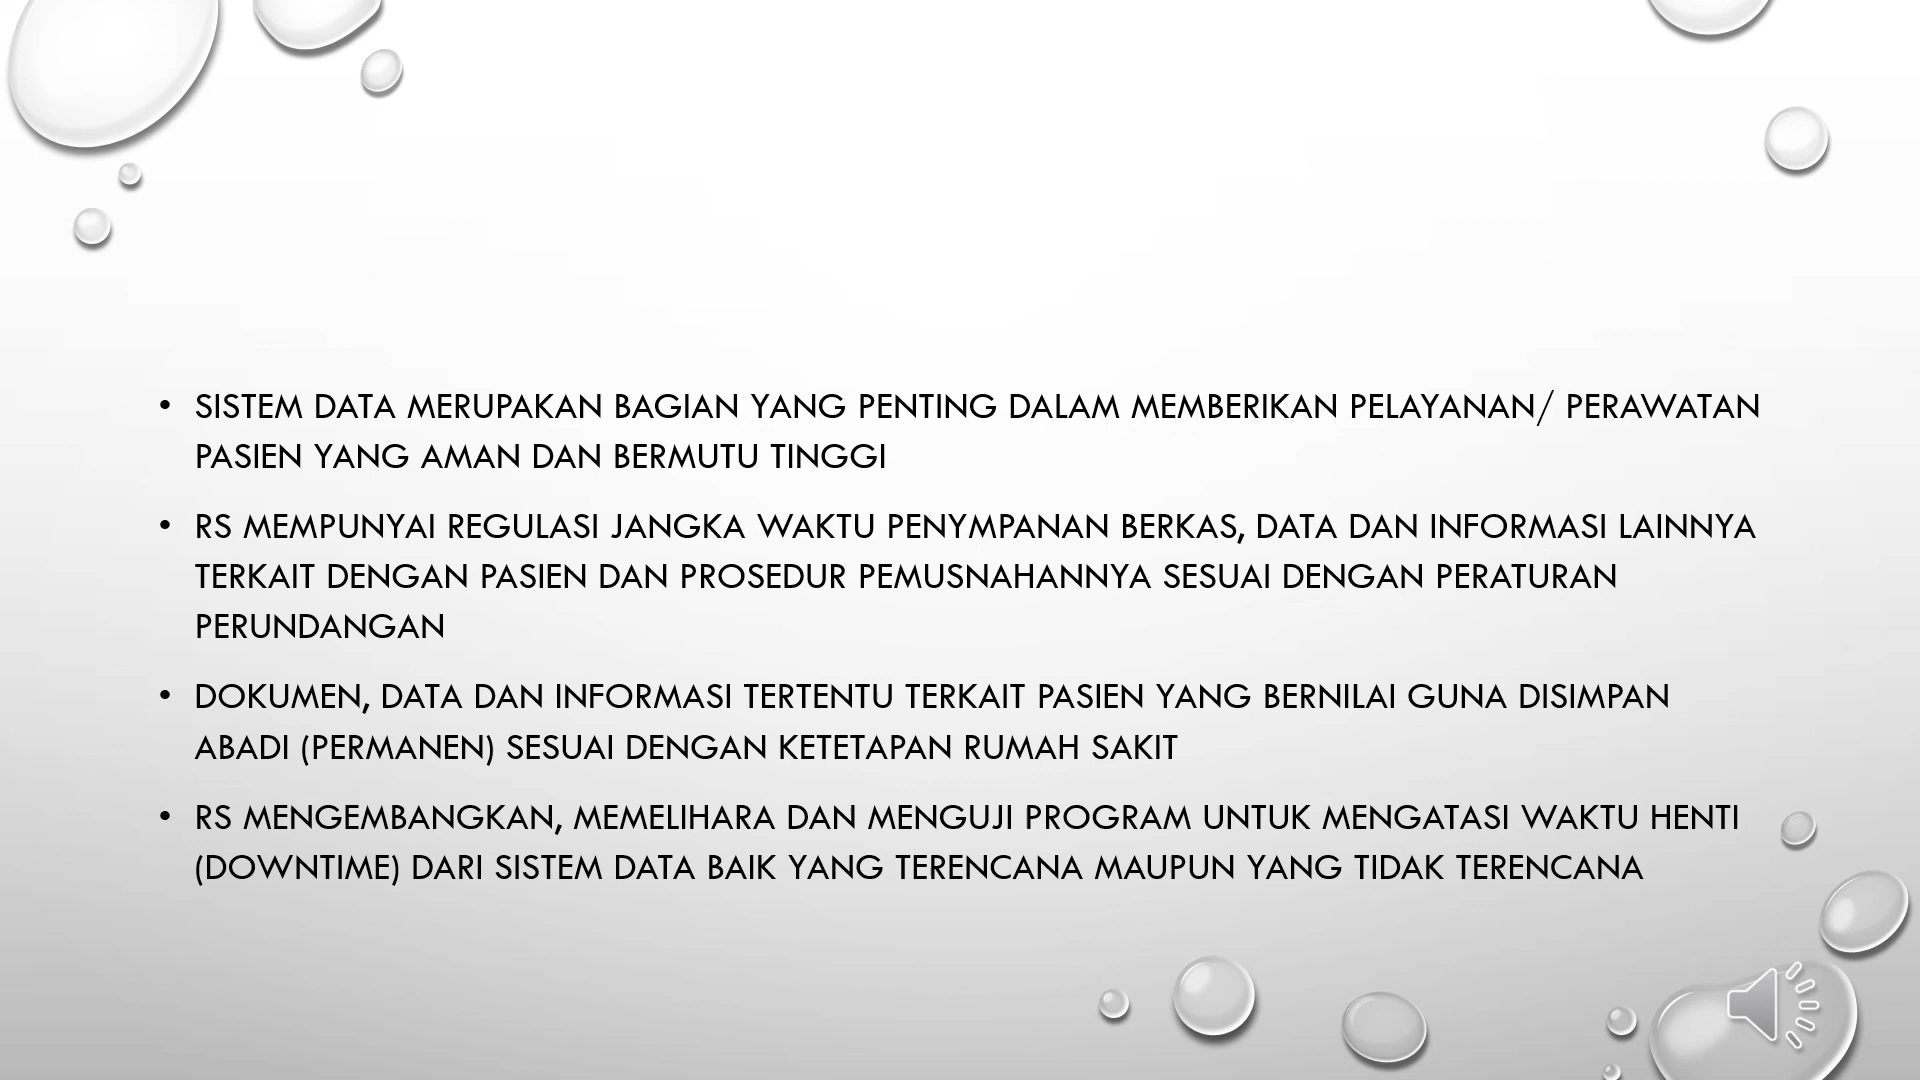 • SISTEM DATA MERUPAKAN BAGIAN YANG PENTING DALAM MEMBERIKAN PELAYANAN/ PERAWATAN
PASIEN YANG AMAN DAN BERMUTU TINGGI
• RS MEMPUNYAI REGULASI JANGKA WAKTU PENYMPANAN BERKAS, DATA DAN INFORMASI LAINNYA
TERKAIT DENGAN PASIEN DAN PROSEDUR PEMUSNAHANNYA SESUAI DENGAN PERATURAN
PERUNDANGAN
• DOKUMEN, DATA DAN INFORMASI TERTENTU TERKAIT PASIEN YANG BERNILAI GUNA DISIMPAN
ABADI (PERMANEN) SESUAI DENGAN KETETAPAN RUMAH SAKIT
• RS MENGEMBANGKAN, MEMELIHARA DAN MENGUJI PROGRAM UNTUK MENGATASI WAKTU HENTI
(DOWNTIME) DARI SISTEM DATA BAIK YANG TERENCANA MAUPUN YANG TIDAK TERENCANA